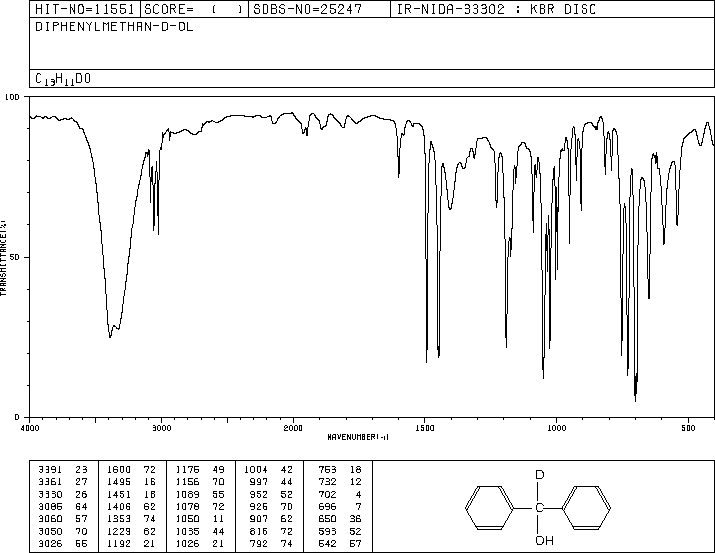 HIT-NO=11551 SCORE= ( ) SDBS-NO=25247 IR-NIDA-33302 : KBR DISC
DIPHENYLMETHAN-D-OL
C13H11DO
100
50
0
TRANSMITTANCE(%)
4000 3000 2000 1500 1000 500
WAVENUMBER(-1)
3391 23 1600 72 1176 49 1004 42 753 18
3361 27 1495 16 1156 70 997 44 732 12
3330 26 1451 18 1089 55 952 52 702 4
3085 64 1406 62 1078 72 926 70 696 7
3060 57 1353 74 1050 11 907 62 650 36
3050 70 1229 62 1035 44 816 72 593 52
3026 55 1192 21 1026 21 792 74 542 57
D
C
OH